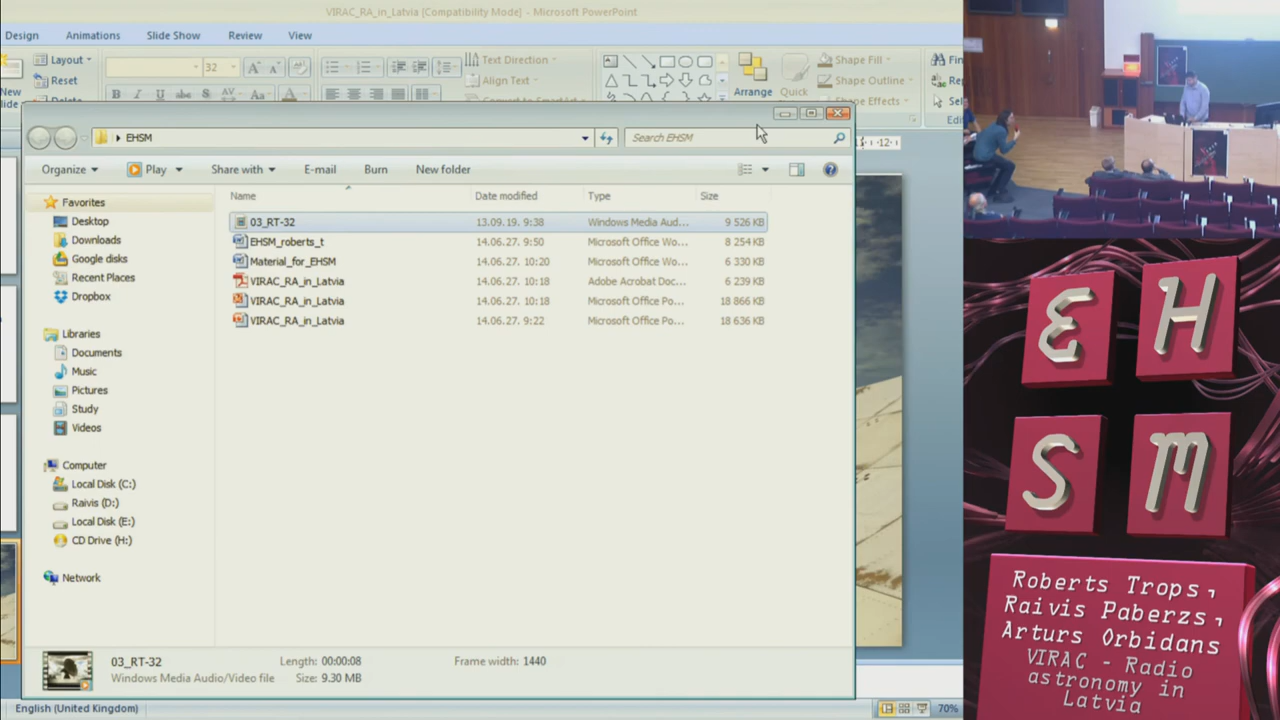 VIRAC_RA_in_Latvia [Compatibility Mode] - Microsoft PowerPoint
Design Animations Slide Show Review View
Layout 32 Text Direction Shape Fill
Reset Align Text Arrange Quick Shape Outline
Shape Effects
EHSM Search EHSM
Organize Play Share with E-mail Burn New folder
Name Date modified Type Size
Favorites
Desktop
Downloads
Google disks
Recent Places
Dropbox
Libraries
Documents
Music
Pictures
Study
Videos
Computer
Local Disk (C:)
Raivis (D:)
Local Disk (E:)
CD Drive (H:)
Network
03_RT-32 13.09.19. 9:38 Windows Media Aud... 9 526 KB
EHSM_roberts_t 14.06.27. 9:50 Microsoft Office Wo... 8 254 KB
Material_for_EHSM 14.06.27. 10:20 Microsoft Office Wo... 6 330 KB
VIRAC_RA_in_Latvia 14.06.27. 10:18 Adobe Acrobat Doc... 6 239 KB
VIRAC_RA_in_Latvia 14.06.27. 10:18 Microsoft Office Po... 18 866 KB
VIRAC_RA_in_Latvia 14.06.27. 9:22 Microsoft Office Po... 18 636 KB
03_RT-32 Length: 00:00:08 Frame width: 1440
Windows Media Audio/Video file Size: 9.30 MB
English (United Kingdom) 70%
E H
S M
Roberts Trops,
Raivis Paberzs,
Arturs Orbidans
VIRAC - Radio
astronomy in
Latvia